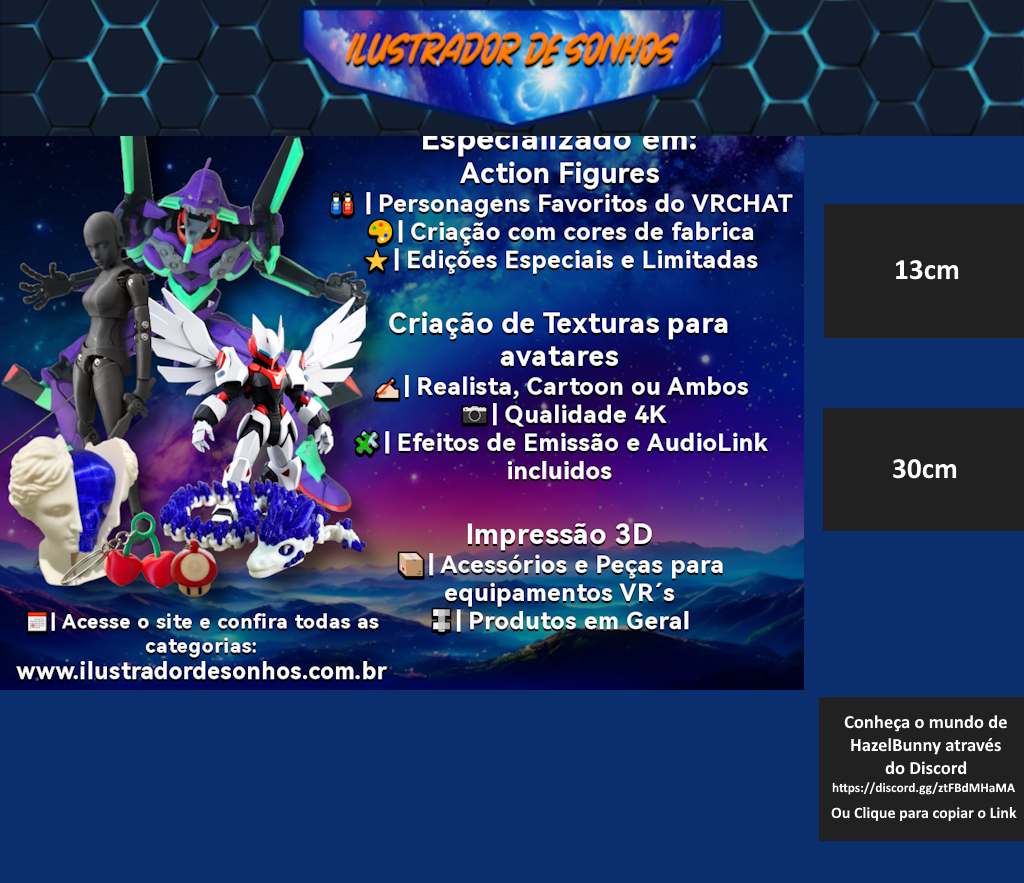 ILUSTRADOR DE SONHOS
Especializado em:
Action Figures
| Personagens Favoritos do VRCHAT
| Criação com cores de fabrica
| Edições Especiais e Limitadas
Criação de Texturas para
avatares
| Realista, Cartoon ou Ambos
| Qualidade 4K
| Efeitos de Emissão e AudioLink
incluidos
Impressão 3D
| Acessórios e Peças para
equipamentos VR´s
| Produtos em Geral
| Acesse o site e confira todas as
categorias:
www.ilustradordesonhos.com.br
13cm
30cm
Conheça o mundo de
HazelBunny através
do Discord
https://discord.gg/ztFBdMHaMA
Ou Clique para copiar o Link